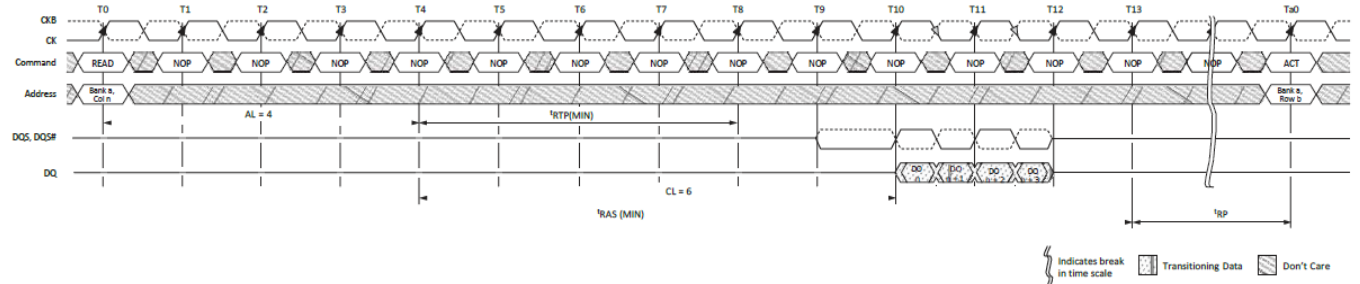 T0 T1 T2 T3 T4 T5 T6 T7 T8 T9 T10 T11 T12 T13 Ta0
CKB
CK
Command READ NOP NOP NOP NOP NOP NOP NOP NOP NOP NOP NOP NOP NOP NOP ACT
Address Bank a, Col n Bank a, Row b
AL = 4 tRTP(MIN)
DQS, DQS#
DQ DO n DO n + 1 DO n + 2 DO n + 3
CL = 6
tRAS (MIN) tRP
Indicates break in time scale Transitioning Data Don't Care